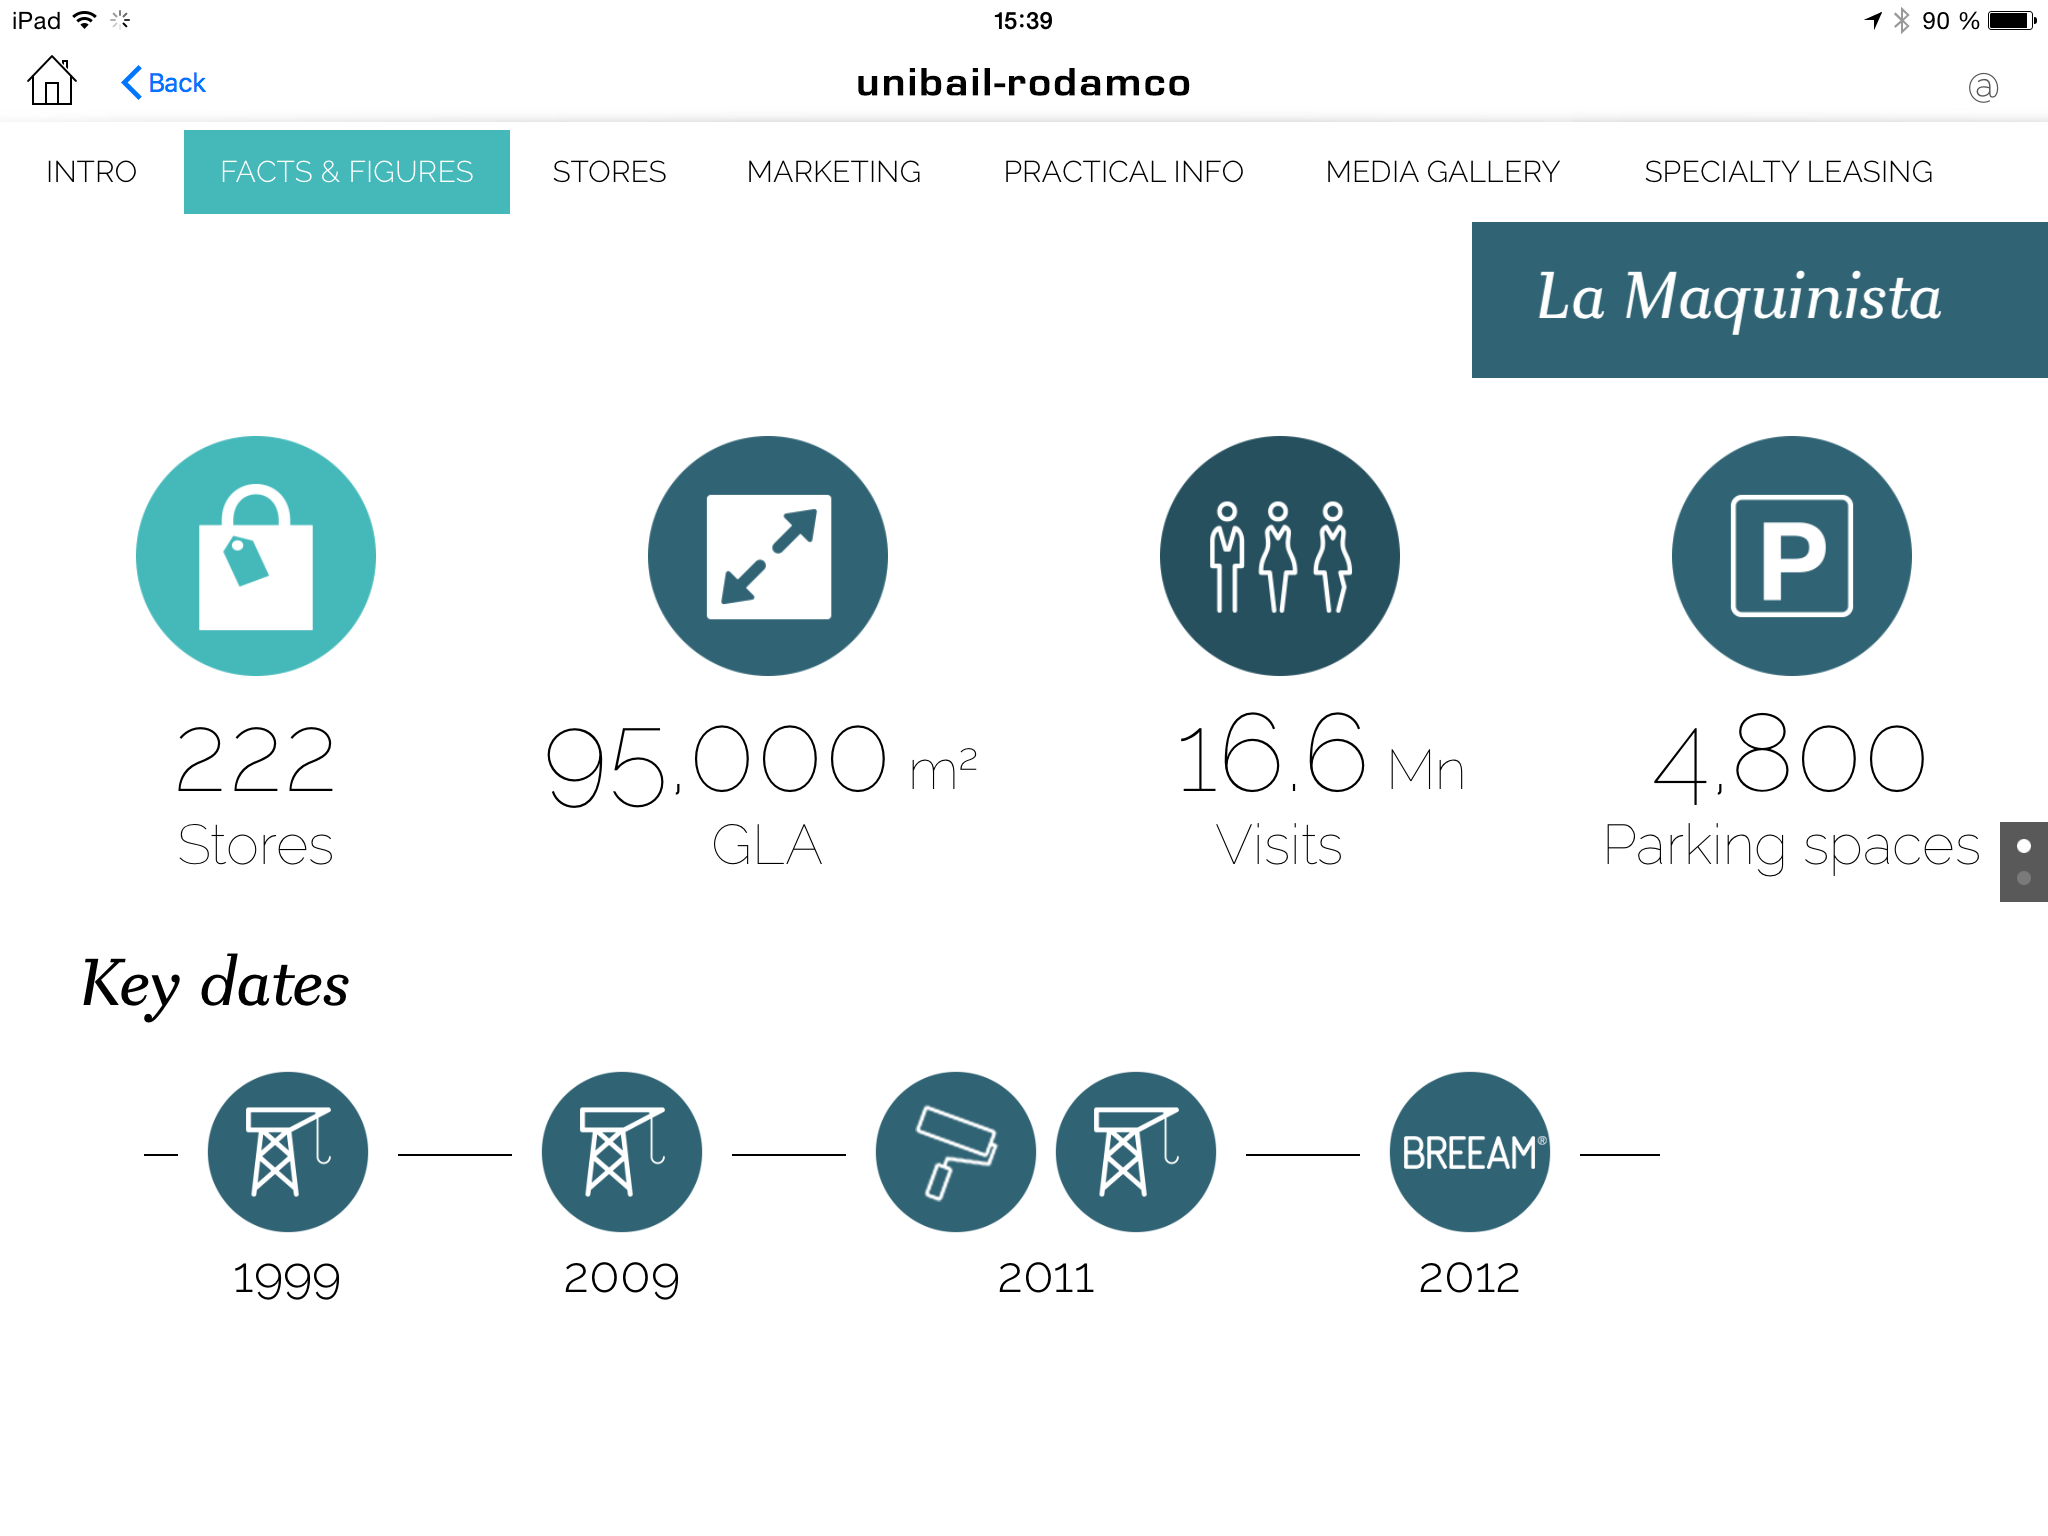 iPad 15:39 90 %
Back unibail-rodamco @
INTRO FACTS & FIGURES STORES MARKETING PRACTICAL INFO MEDIA GALLERY SPECIALTY LEASING
La Maquinista
P
222 95,000 m² 16.6 Mn 4,800
Stores GLA Visits Parking spaces
Key dates
BREEAM®
1999 2009 2011 2012